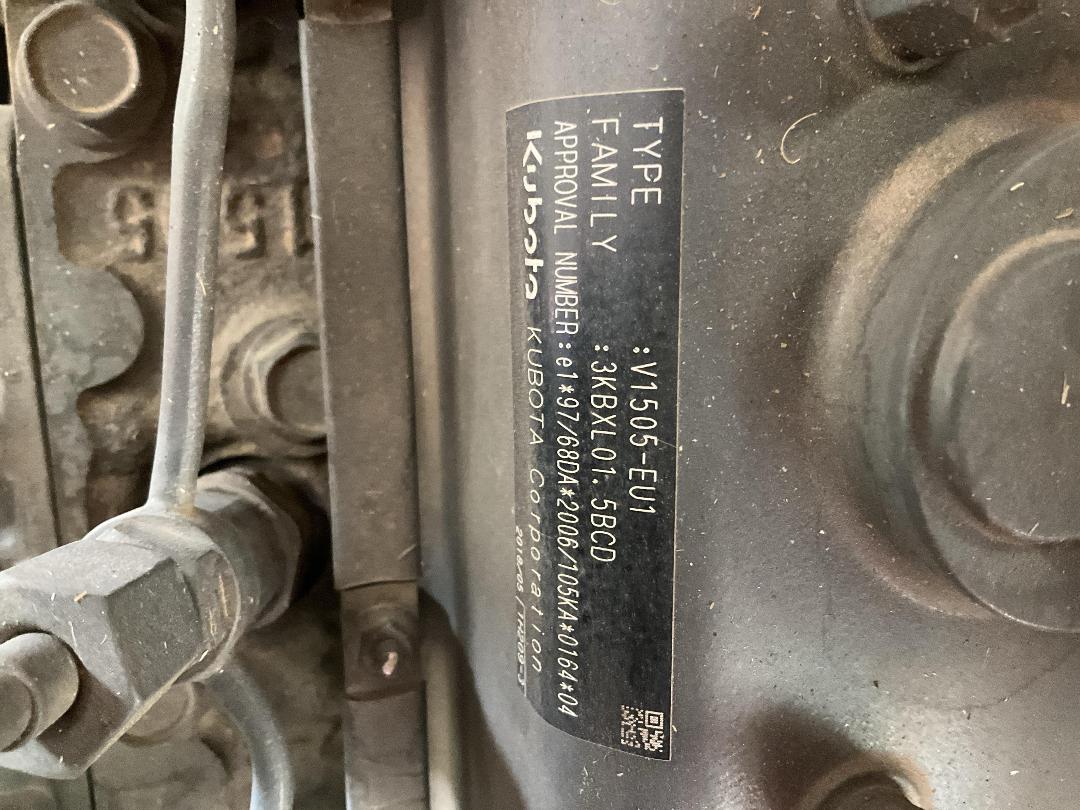 TYPE :V1505-EU1
FAMILY :3KBXL01.5BCD
APPROVAL NUMBER:e1*97/68DA*2006/105KA*0164*04
Kubota KUBOTA Corporation